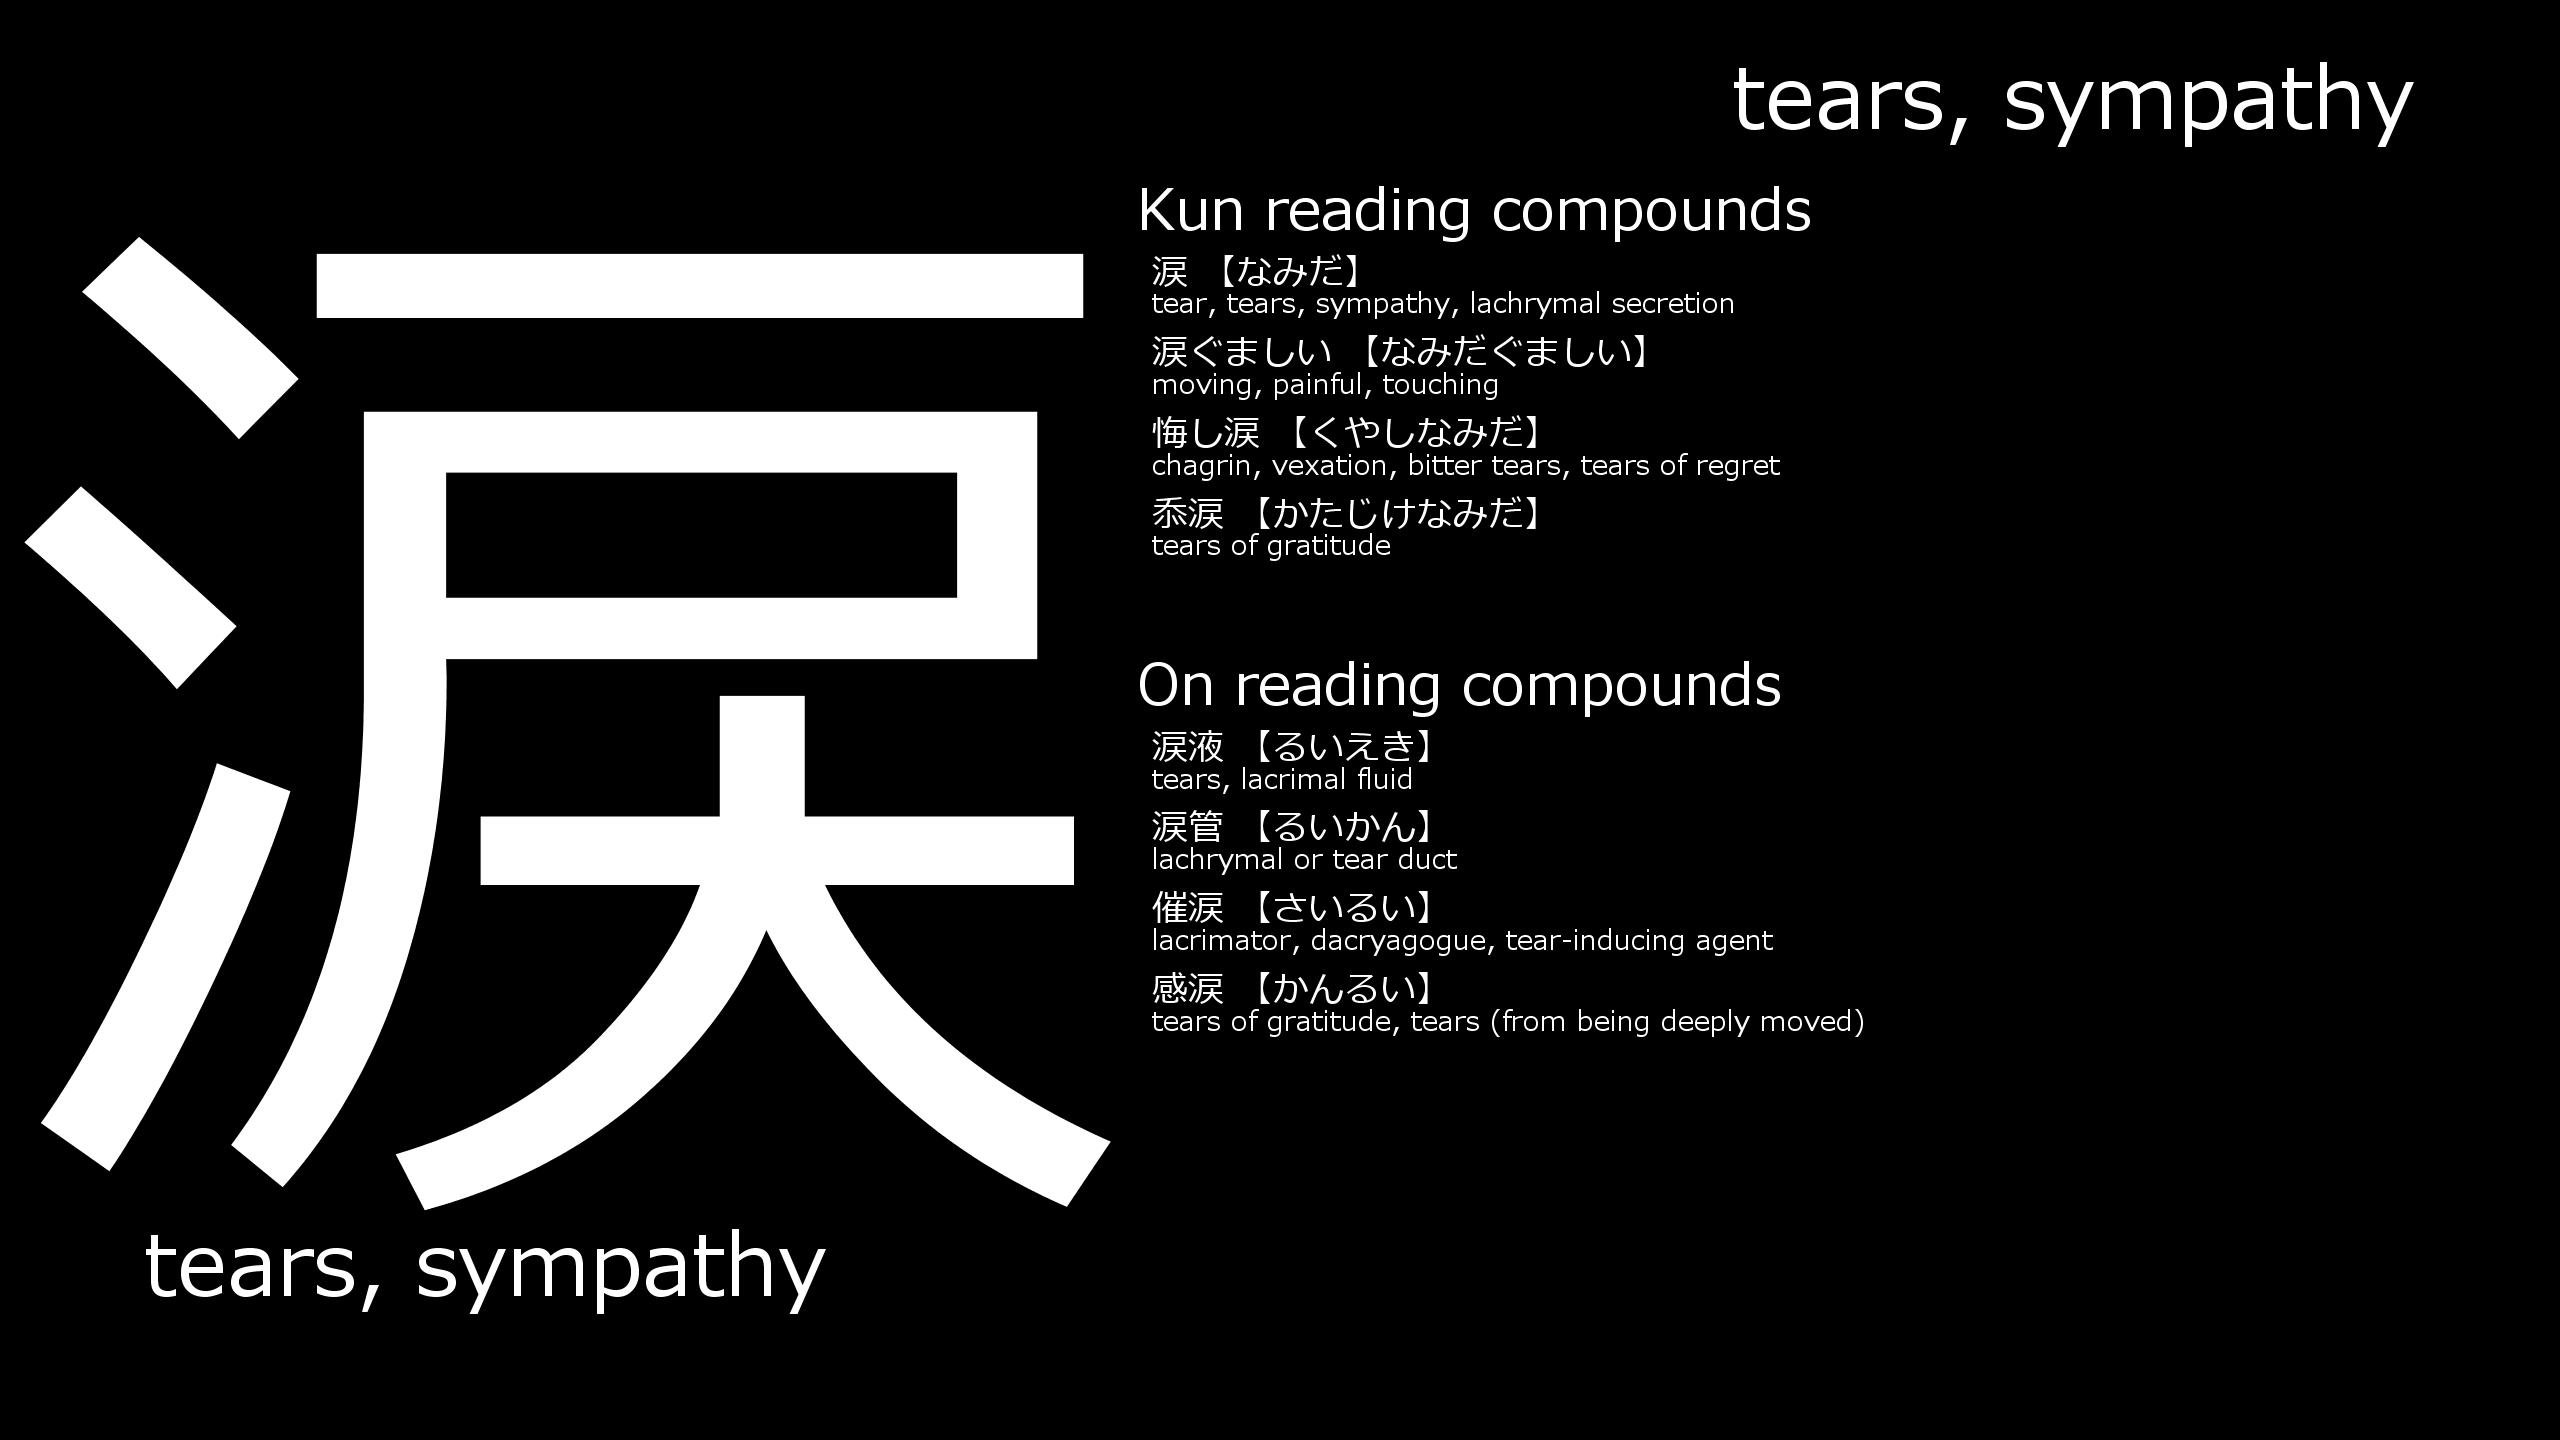 tears, sympathy
涙
tears, sympathy
Kun reading compounds
涙 【なみだ】
tear, tears, sympathy, lachrymal secretion
涙ぐましい 【なみだぐましい】
moving, painful, touching
悔し涙 【くやしなみだ】
chagrin, vexation, bitter tears, tears of regret
忝涙 【かたじけなみだ】
tears of gratitude
On reading compounds
涙液 【るいえき】
tears, lacrimal fluid
涙管 【るいかん】
lachrymal or tear duct
催涙 【さいるい】
lacrimator, dacryagogue, tear-inducing agent
感涙 【かんるい】
tears of gratitude, tears (from being deeply moved)